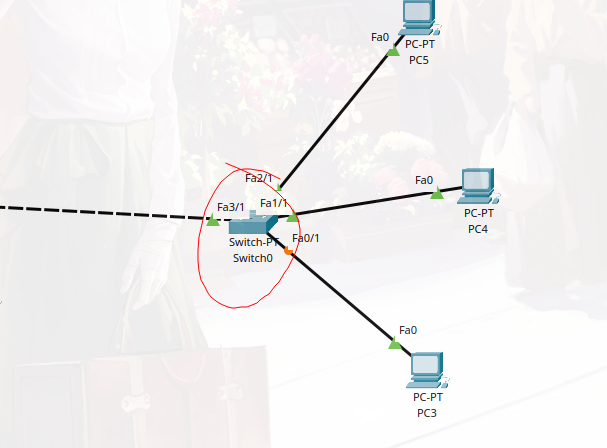 Fa0
PC-PT
PC5
Fa2/1
Fa0
Fa3/1
Fa1/1
PC-PT
PC4
Switch-PT
Switch0
Fa0/1
Fa0
PC-PT
PC3